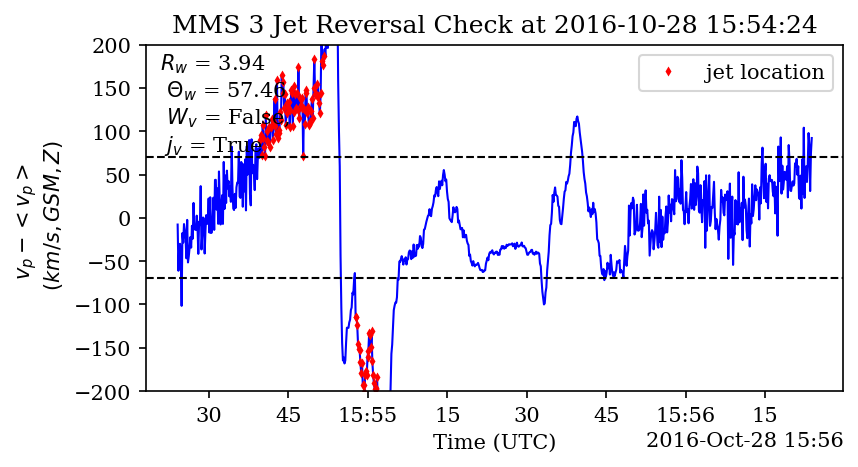 MMS 3 Jet Reversal Check at 2016-10-28 15:54:24
R_w = 3.94
Θ_w = 57.46
W_v = False
j_v = True
jet location
v_p − < v_p >
(km/s, GSM, Z)
200
150
100
50
0
−50
−100
−150
−200
30 45 15:55 15 30 45 15:56 15
Time (UTC)
2016-Oct-28 15:56